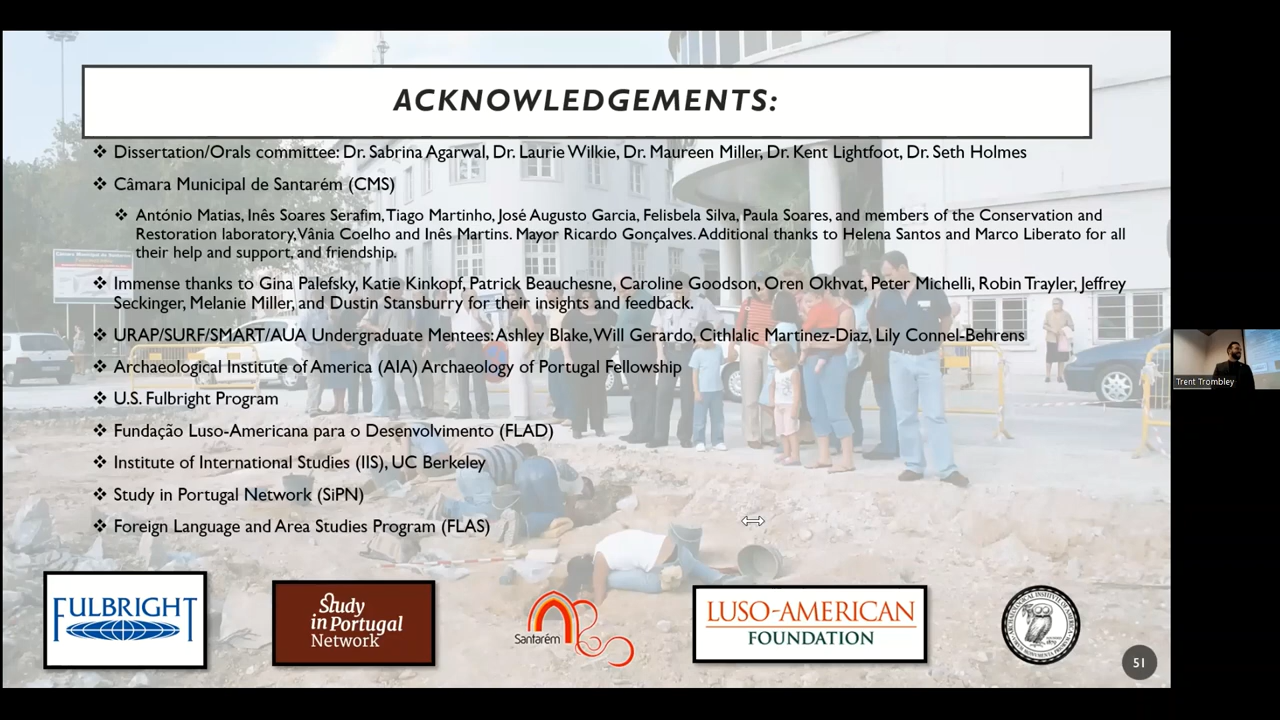 ACKNOWLEDGEMENTS:
❖ Dissertation/Orals committee: Dr. Sabrina Agarwal, Dr. Laurie Wilkie, Dr. Maureen Miller, Dr. Kent Lightfoot, Dr. Seth Holmes
❖ Câmara Municipal de Santarém (CMS)
❖ António Matias, Inês Soares Serafim, Tiago Martinho, José Augusto Garcia, Felisbela Silva, Paula Soares, and members of the Conservation and
Restoration laboratory, Vânia Coelho and Inês Martins. Mayor Ricardo Gonçalves. Additional thanks to Helena Santos and Marco Liberato for all
their help and support, and friendship.
❖ Immense thanks to Gina Palefsky, Katie Kinkopf, Patrick Beauchesne, Caroline Goodson, Oren Okhvat, Peter Michelli, Robin Trayler, Jeffrey
Seckinger, Melanie Miller, and Dustin Stansburry for their insights and feedback.
❖ URAP/SURF/SMART/AUA Undergraduate Mentees: Ashley Blake, Will Gerardo, Cithlalic Martinez-Diaz, Lily Connel-Behrens
❖ Archaeological Institute of America (AIA) Archaeology of Portugal Fellowship
❖ U.S. Fulbright Program
❖ Fundação Luso-Americana para o Desenvolvimento (FLAD)
❖ Institute of International Studies (IIS), UC Berkeley
❖ Study in Portugal Network (SiPN)
❖ Foreign Language and Area Studies Program (FLAS)
FULBRIGHT
Study
in Portugal
Network
Santarém
LUSO-AMERICAN
FOUNDATION
51
Trent Trombley